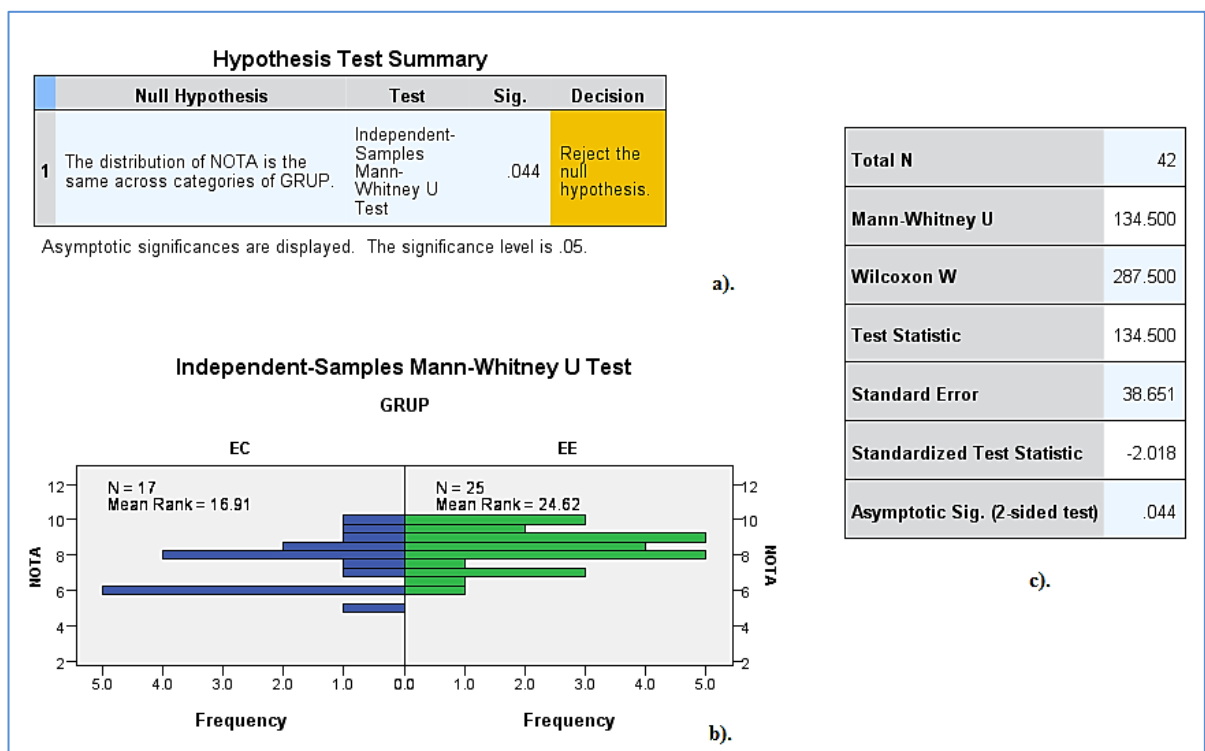 Hypothesis Test Summary
Null Hypothesis Test Sig. Decision
1 The distribution of NOTA is the same across categories of GRUP.
Independent-
Samples
Mann-
Whitney U
Test
.044
Reject the
null
hypothesis.
Asymptotic significances are displayed. The significance level is .05.
a).
Independent-Samples Mann-Whitney U Test
GRUP
EC EE
N = 17
Mean Rank = 16.91
N = 25
Mean Rank = 24.62
12
10
8
6
4
2
NOTA
12
10
8
6
4
2
NOTA
5.0 4.0 3.0 2.0 1.0 0.0 1.0 2.0 3.0 4.0 5.0
Frequency Frequency
b).
Total N 42
Mann-Whitney U 134.500
Wilcoxon W 287.500
Test Statistic 134.500
Standard Error 38.651
Standardized Test Statistic -2.018
Asymptotic Sig. (2-sided test) .044
c).